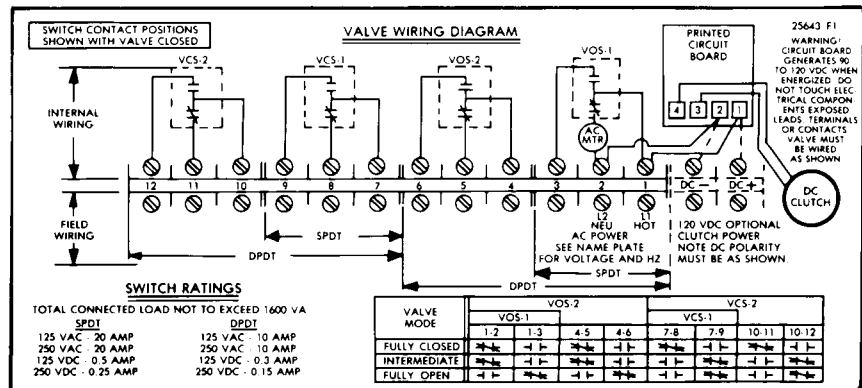 SWITCH CONTACT POSITIONS
SHOWN WITH VALVE CLOSED
VALVE WIRING DIAGRAM
25643 F1
PRINTED
CIRCUIT
BOARD
WARNING!
CIRCUIT BOARD
GENERATES 90
TO 120 VDC WHEN
ENERGIZED. DO
NOT TOUCH ELEC-
TRICAL COMPON-
ENTS EXPOSED
LEADS, TERMINALS
OR CONTACTS
VALVE MUST
BE WIRED
AS SHOWN
VCS-2
VCS-1
VOS-2
VOS-1
4 3 2 1
INTERNAL
WIRING
AC
MTR
12 11 10 9 8 7 6 5 4 3 2 1 DC - DC +
DC
CLUTCH
FIELD
WIRING
L2
NEU
L1
HOT
AC POWER
SEE NAME PLATE
FOR VOLTAGE AND HZ
120 VDC OPTIONAL
CLUTCH POWER
NOTE DC POLARITY
MUST BE AS SHOWN.
SPDT
DPDT
SPDT
DPDT
SWITCH RATINGS
TOTAL CONNECTED LOAD NOT TO EXCEED 1600 VA
SPDT DPDT
125 VAC - 20 AMP 125 VAC - 10 AMP
250 VAC - 20 AMP 250 VAC - 10 AMP
125 VDC - 0.5 AMP 125 VDC - 0.3 AMP
250 VDC - 0.25 AMP 250 VDC - 0.15 AMP
VALVE
MODE
VOS-2 VCS-2
VOS-1 VCS-1
1-2 1-3 4-5 4-6 7-8 7-9 10-11 10-12
FULLY CLOSED
INTERMEDIATE
FULLY OPEN